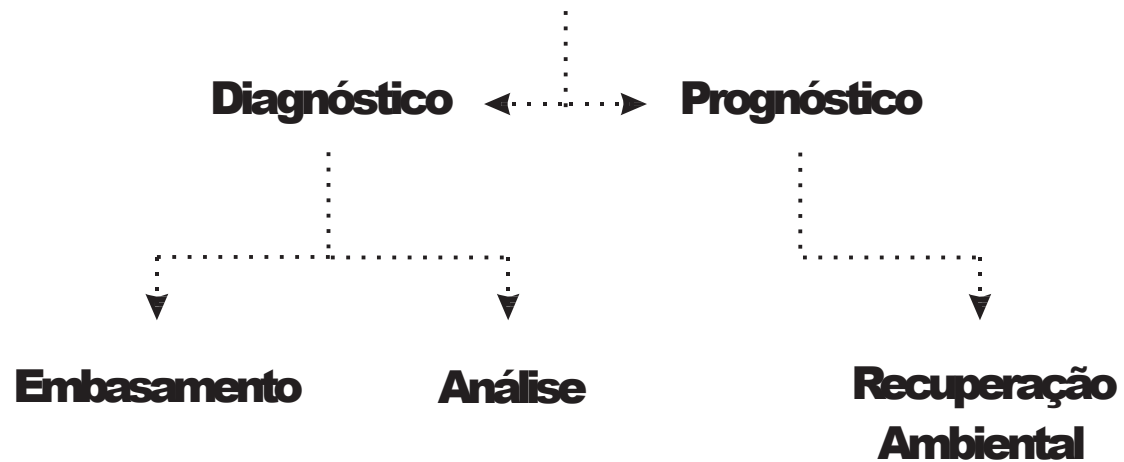 Diagnóstico
Prognóstico
Embasamento
Análise
Recuperação
Ambiental